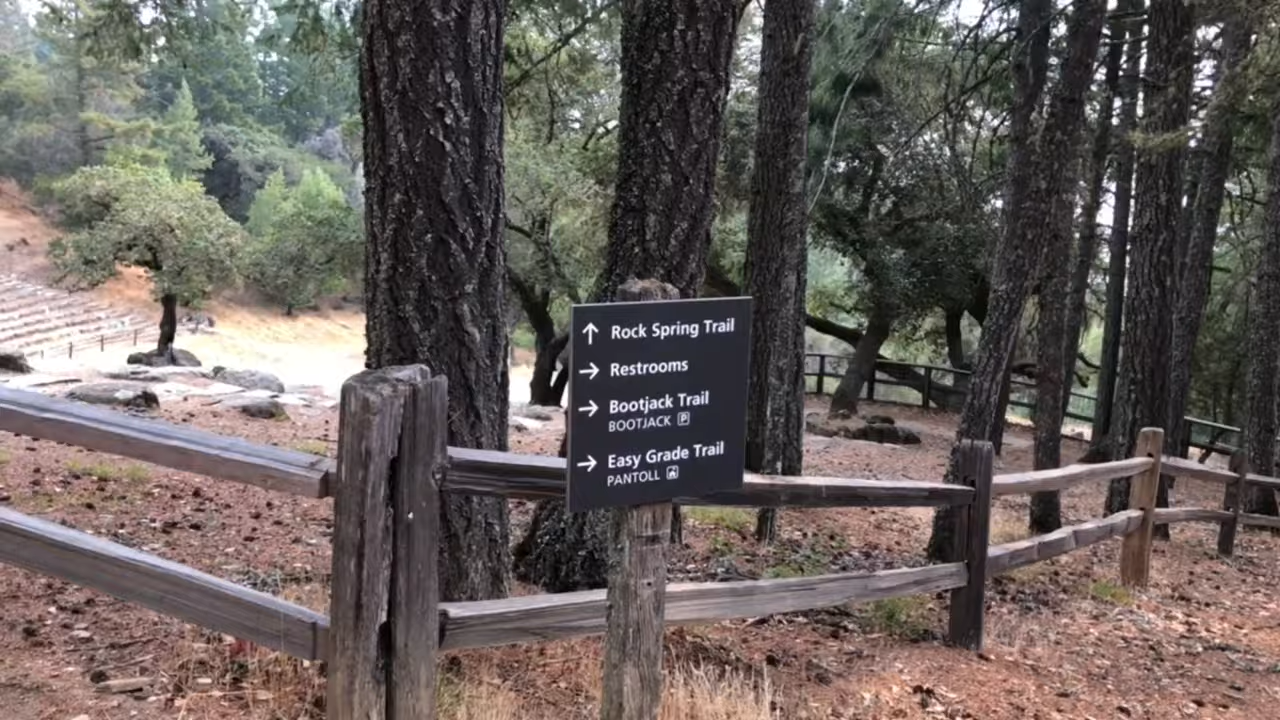 ↑ Rock Spring Trail
→ Restrooms
→ Bootjack Trail
BOOTJACK P
→ Easy Grade Trail
PANTOLL